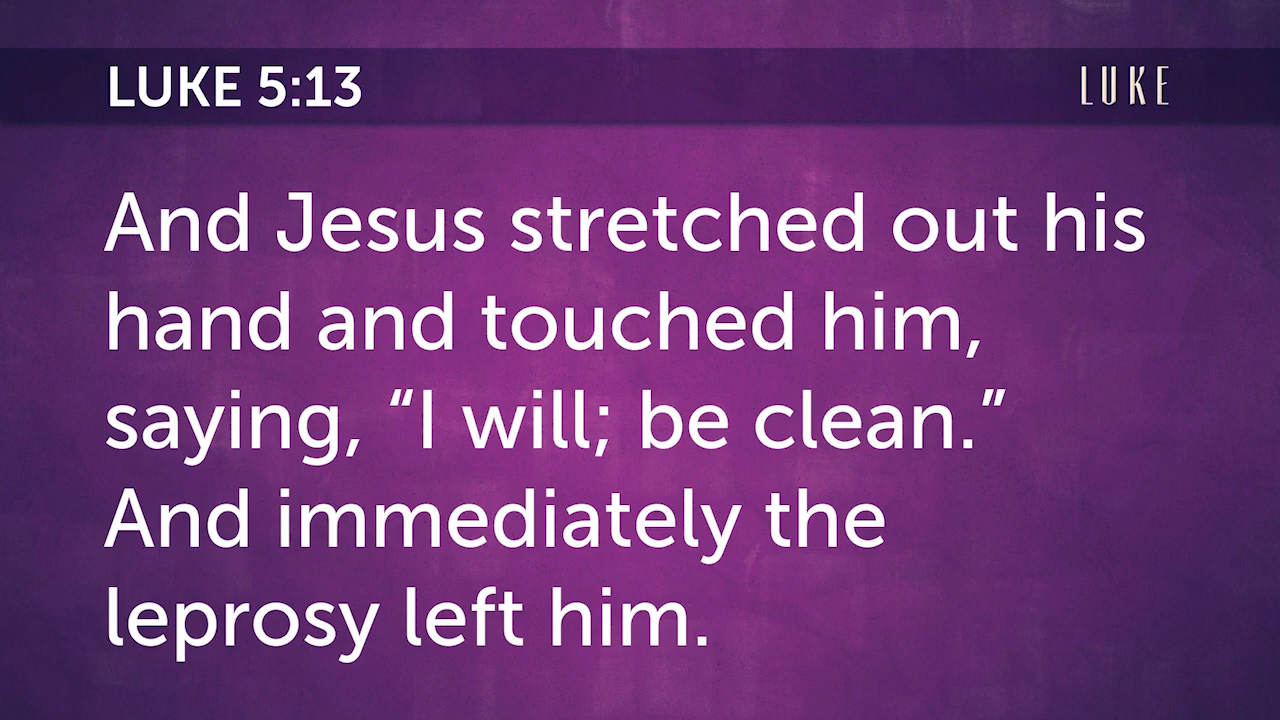 LUKE 5:13
LUKE
And Jesus stretched out his
hand and touched him,
saying, “I will; be clean.”
And immediately the
leprosy left him.